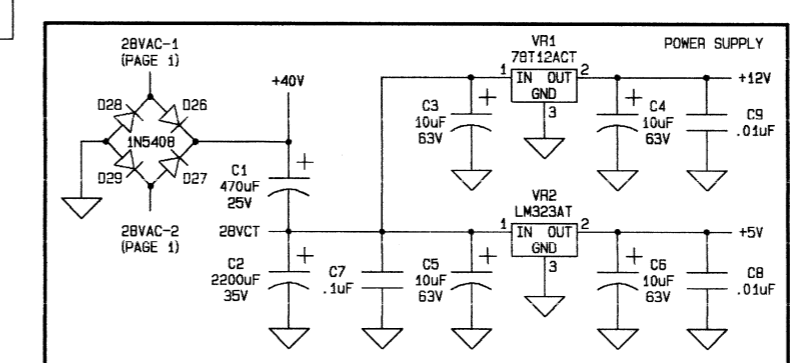 28VAC-1
(PAGE 1)
POWER SUPPLY
VR1
78T12ACT
1 IN OUT 2
GND
3
+12V
+40V
D28
D26
1N5408
D29
D27
C3
10uF
63V
+
C4
10uF
63V
+
C9
.01uF
C1
470uF
25V
+
28VAC-2
(PAGE 1)
28VCT
VR2
LM323AT
1 IN OUT 2
GND
3
+5V
C2
2200uF
35V
+
C7
.1uF
C5
10uF
63V
+
C6
10uF
63V
+
C8
.01uF